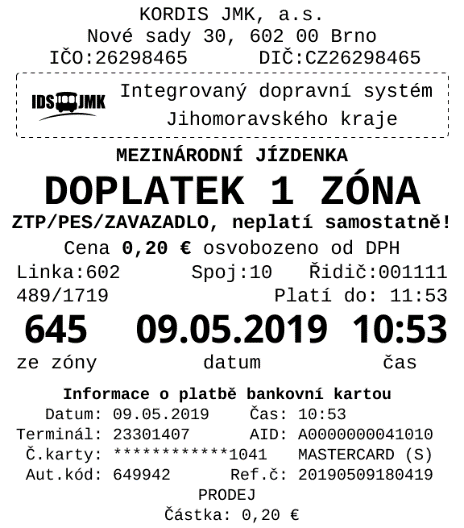 KORDIS JMK, a.s.
Nové sady 30, 602 00 Brno
IČO:26298465 DIČ:CZ26298465
IDS JMK
Integrovaný dopravní systém
Jihomoravského kraje
MEZINÁRODNÍ JÍZDENKA
DOPLATEK 1 ZÓNA
ZTP/PES/ZAVAZADLO, neplatí samostatně!
Cena 0,20 € osvobozeno od DPH
Linka:602 Spoj:10 Řidič:001111
489/1719 Platí do: 11:53
645 09.05.2019 10:53
ze zóny datum čas
Informace o platbě bankovní kartou
Datum: 09.05.2019 Čas: 10:53
Terminál: 23301407 AID: A0000000041010
Č.karty: ************1041 MASTERCARD (S)
Aut.kód: 649942 Ref.č: 20190509180419
PRODEJ
Částka: 0,20 €